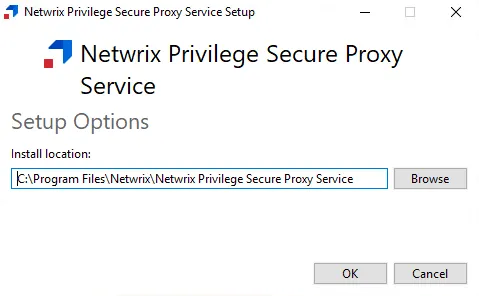 Netwrix Privilege Secure Proxy Service Setup
Netwrix Privilege Secure Proxy
Service
Setup Options
Install location:
C:\Program Files\Netwrix\Netwrix Privilege Secure Proxy Service
Browse
OK
Cancel